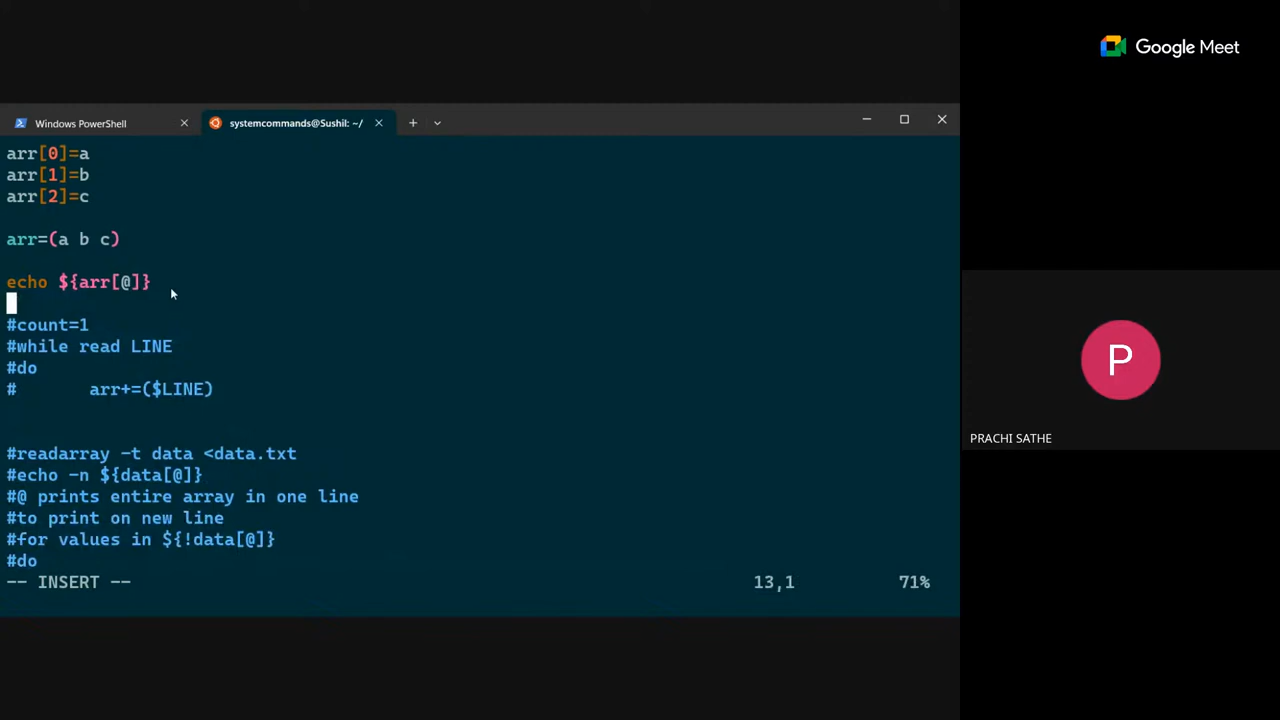 Google Meet
Windows PowerShell
systemcommands@Sushil: ~/
arr[0]=a
arr[1]=b
arr[2]=c
arr=(a b c)
echo ${arr[@]}
#count=1
#while read LINE
#do
#       arr+=($LINE)
#readarray -t data <data.txt
#echo -n ${data[@]}
#@ prints entire array in one line
#to print on new line
#for values in ${!data[@]}
#do
-- INSERT --                                                               13,1          71%
P
PRACHI SATHE